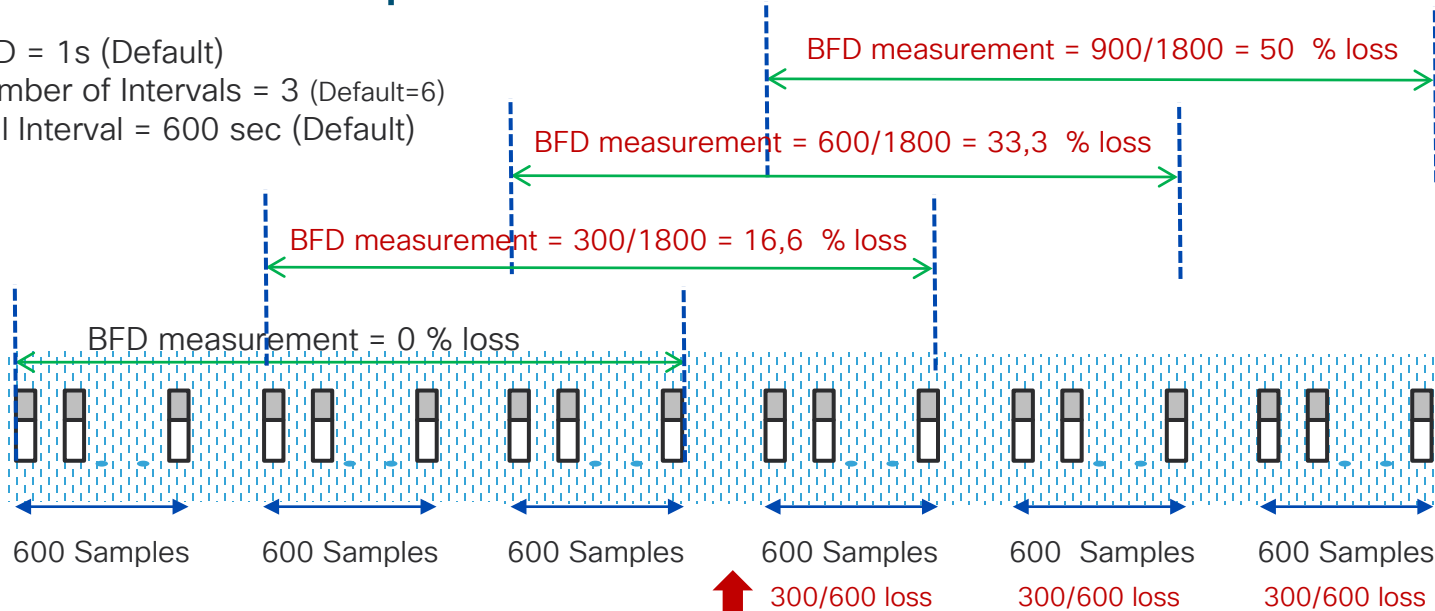 D = 1s (Default)
mber of Intervals = 3 (Default=6)
l Interval = 600 sec (Default)
BFD measurement = 900/1800 = 50 % loss
BFD measurement = 600/1800 = 33,3 % loss
BFD measurement = 300/1800 = 16,6 % loss
BFD measurement = 0 % loss
600 Samples 600 Samples 600 Samples 600 Samples 600 Samples 600 Samples
300/600 loss 300/600 loss 300/600 loss